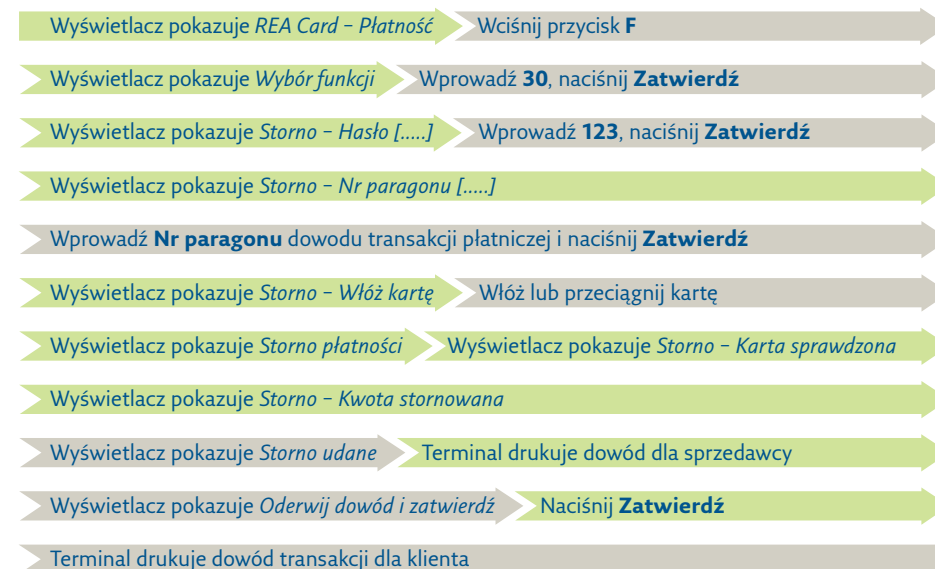 Wyświetlacz pokazuje REA Card – Płatność Wciśnij przycisk F
Wyświetlacz pokazuje Wybór funkcji Wprowadź 30, naciśnij Zatwierdź
Wyświetlacz pokazuje Storno – Hasło [.....] Wprowadź 123, naciśnij Zatwierdź
Wyświetlacz pokazuje Storno – Nr paragonu [.....]
Wprowadź Nr paragonu dowodu transakcji płatniczej i naciśnij Zatwierdź
Wyświetlacz pokazuje Storno – Włóż kartę Włóż lub przeciągnij kartę
Wyświetlacz pokazuje Storno płatności Wyświetlacz pokazuje Storno – Karta sprawdzona
Wyświetlacz pokazuje Storno – Kwota stornowana
Wyświetlacz pokazuje Storno udane Terminal drukuje dowód dla sprzedawcy
Wyświetlacz pokazuje Oderwij dowód i zatwierdź Naciśnij Zatwierdź
Terminal drukuje dowód transakcji dla klienta